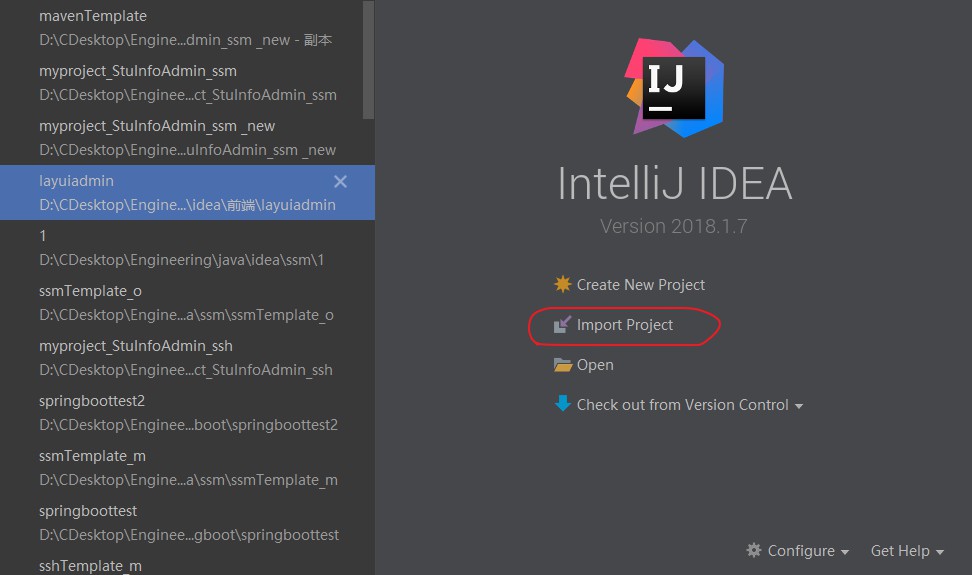 mavenTemplate
D:\CDesktop\Engine...dmin_ssm _new - 副本
myproject_StuInfoAdmin_ssm
D:\CDesktop\Enginee...ct_StuInfoAdmin_ssm
myproject_StuInfoAdmin_ssm _new
D:\CDesktop\Engine...uInfoAdmin_ssm _new
layuiadmin
D:\CDesktop\Engine...\idea\前端\layuiadmin
1
D:\CDesktop\Engineering\java\idea\ssm\1
ssmTemplate_o
D:\CDesktop\Enginee...a\ssm\ssmTemplate_o
myproject_StuInfoAdmin_ssh
D:\CDesktop\Enginee...ct_StuInfoAdmin_ssh
springboottest2
D:\CDesktop\Enginee...boot\springboottest2
ssmTemplate_m
D:\CDesktop\Engine...a\ssm\ssmTemplate_m
springboottest
D:\CDesktop\Enginee...gboot\springboottest
sshTemplate_m
IJ
IntelliJ IDEA
Version 2018.1.7
Create New Project
Import Project
Open
Check out from Version Control
Configure
Get Help